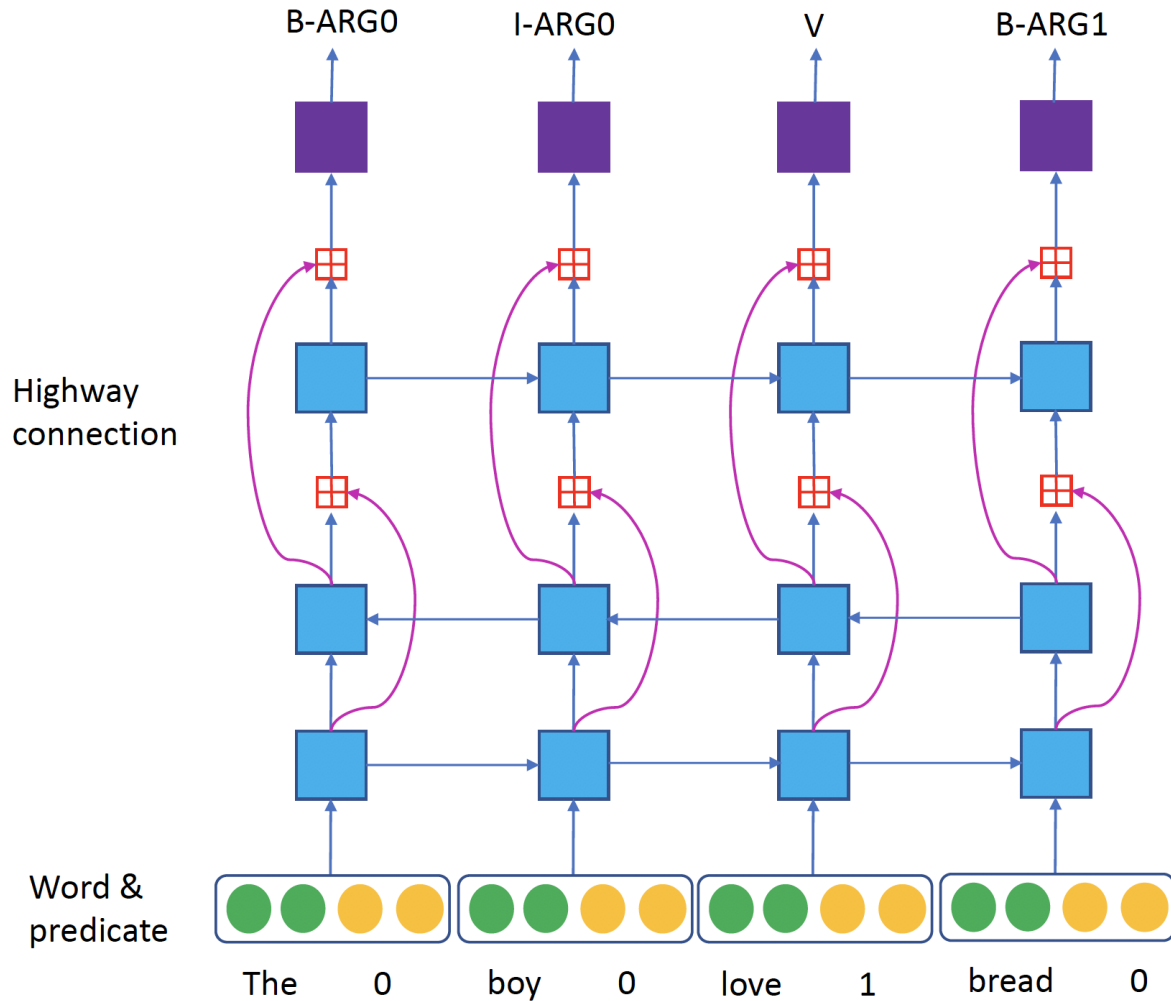 B-ARG0 I-ARG0 V B-ARG1
Highway
connection
Word &
predicate
The 0 boy 0 love 1 bread 0